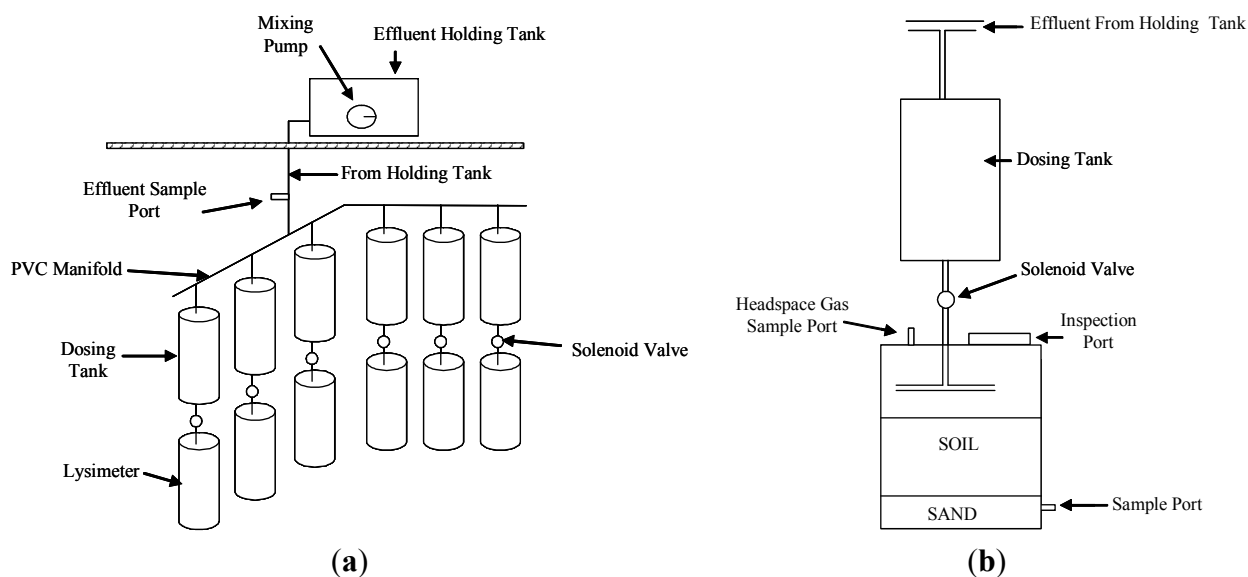 Mixing
Pump
Effluent Holding Tank
From Holding Tank
Effluent Sample
Port
PVC Manifold
Dosing
Tank
Solenoid Valve
Lysimeter
(a)
Effluent From Holding Tank
Dosing Tank
Solenoid Valve
Headspace Gas
Sample Port
Inspection
Port
SOIL
SAND
Sample Port
(b)